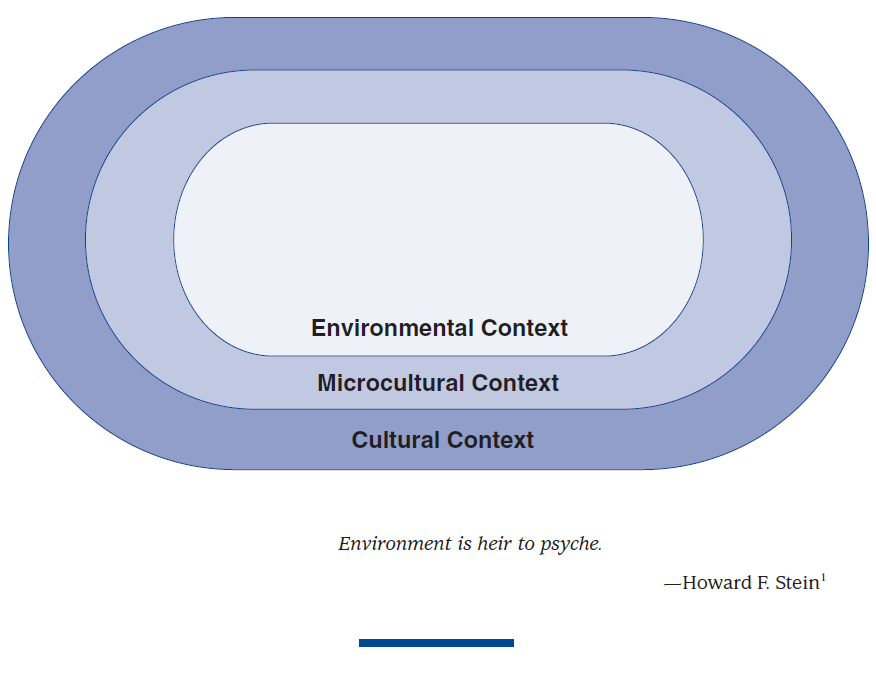 Environmental Context
Microcultural Context
Cultural Context
Environment is heir to psyche.
—Howard F. Stein¹